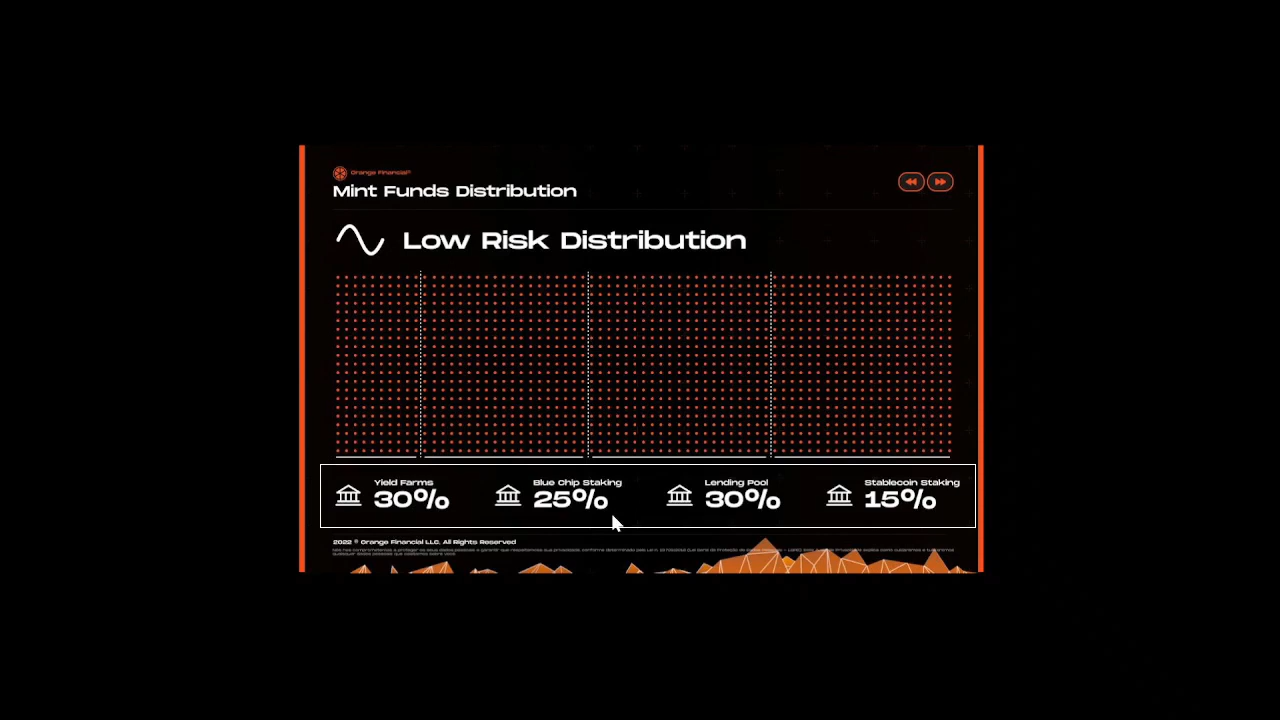 Orange Financial®
Mint Funds Distribution
Low Risk Distribution
Yield Farms
30%
Blue Chip Staking
25%
Lending Pool
30%
Stablecoin Staking
15%
2022 © Orange Financial LLC, All Rights Reserved